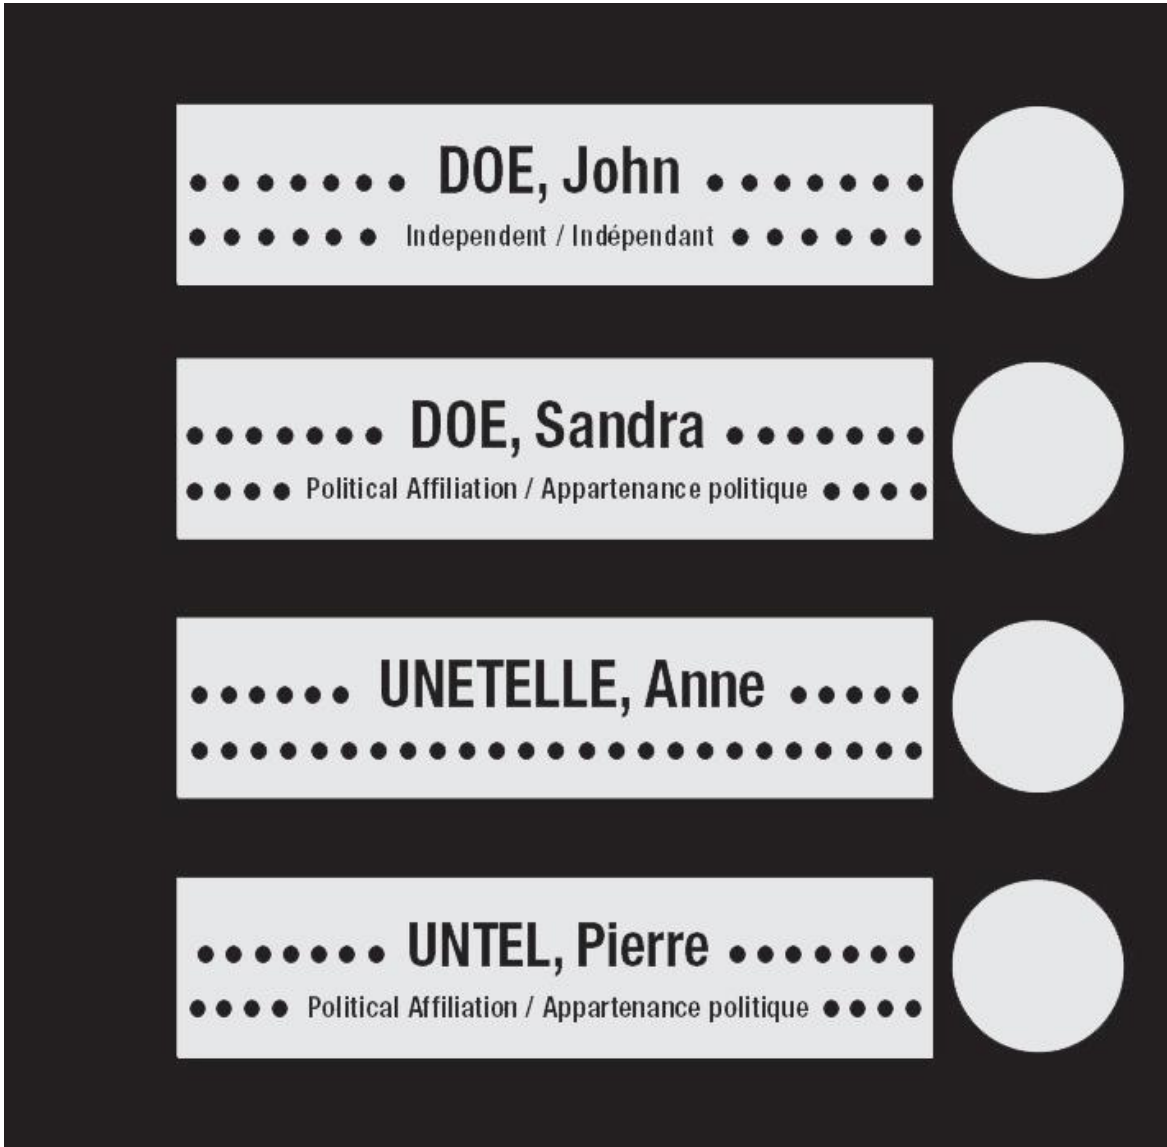 DOE, John
Independent / Indépendant
DOE, Sandra
Political Affiliation / Appartenance politique
UNETELLE, Anne
UNTEL, Pierre
Political Affiliation / Appartenance politique